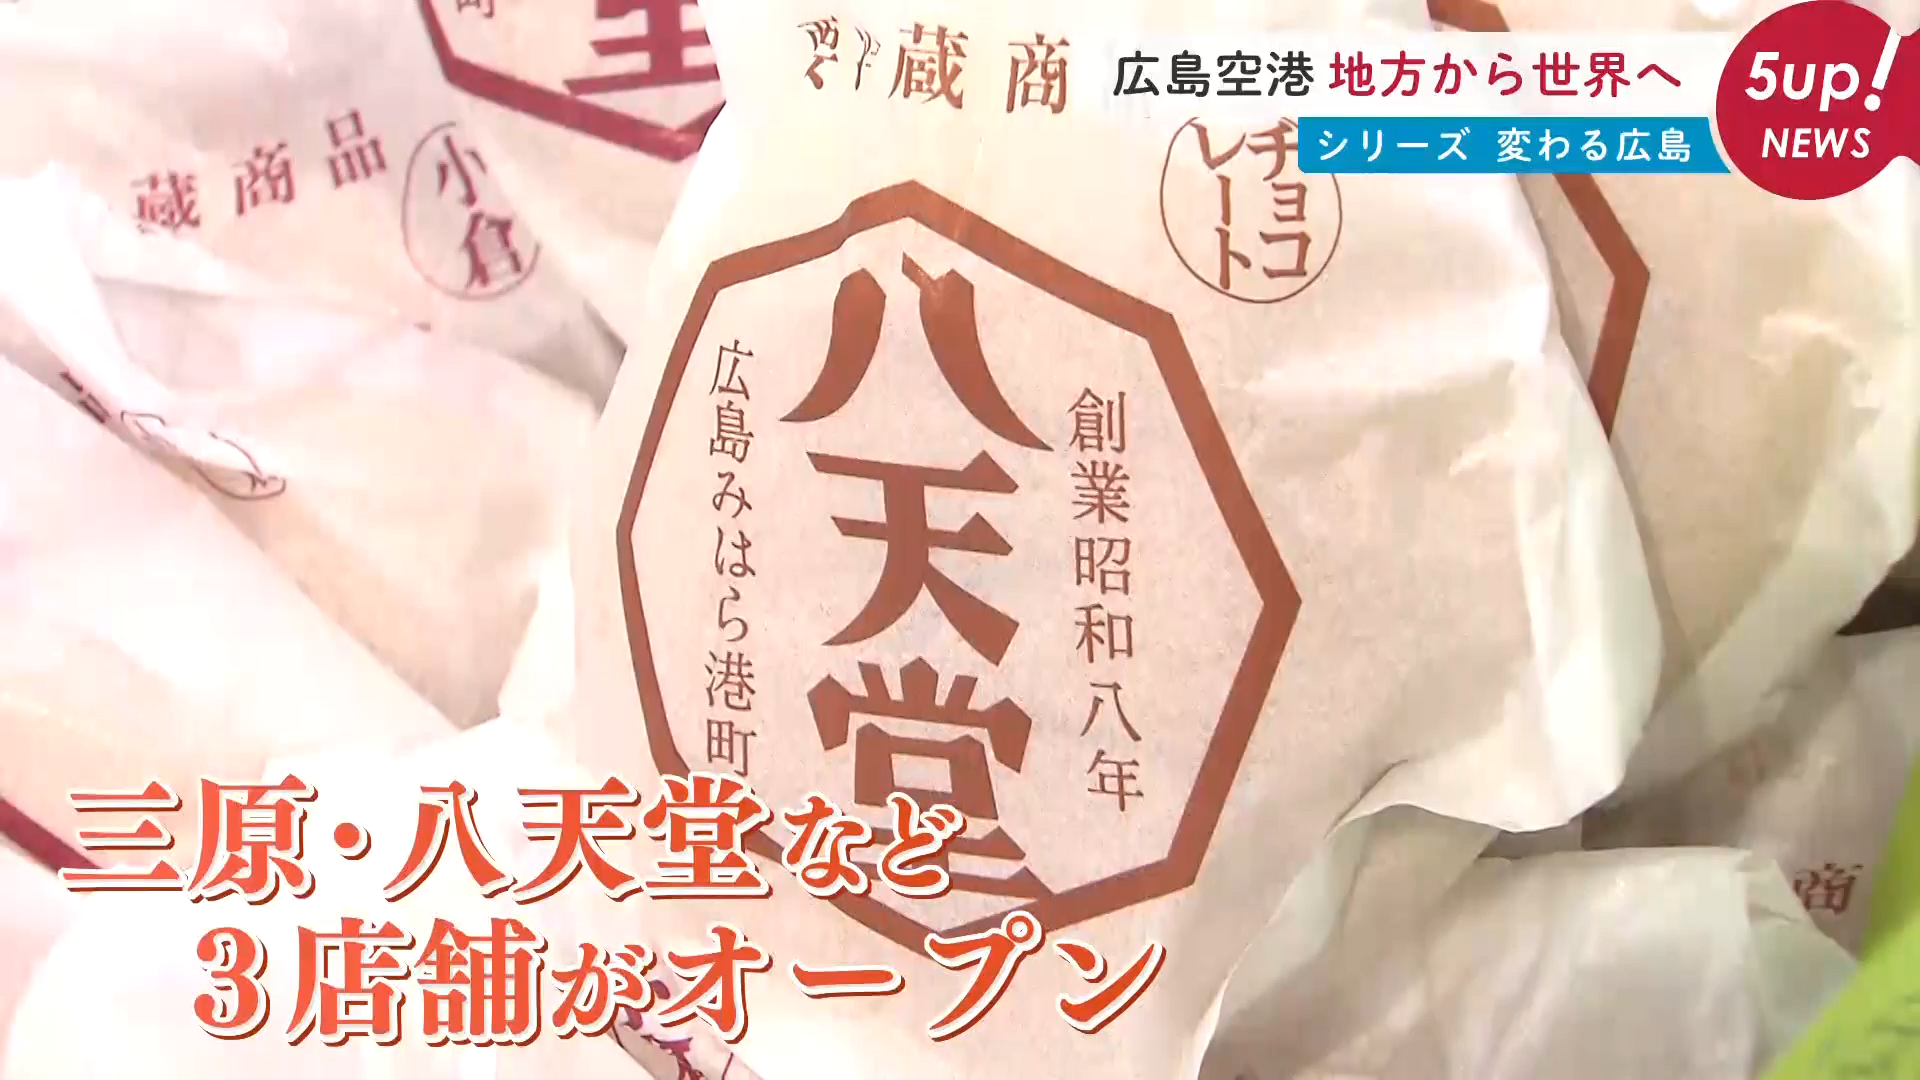 広島空港 地方から世界へ
シリーズ 変わる広島
5up!
NEWS
蔵商
チョコ
レート
創業昭和八年
八天堂
広島みはら港町
蔵商品
小倉
商
三原・八天堂など
3店舗がオープン